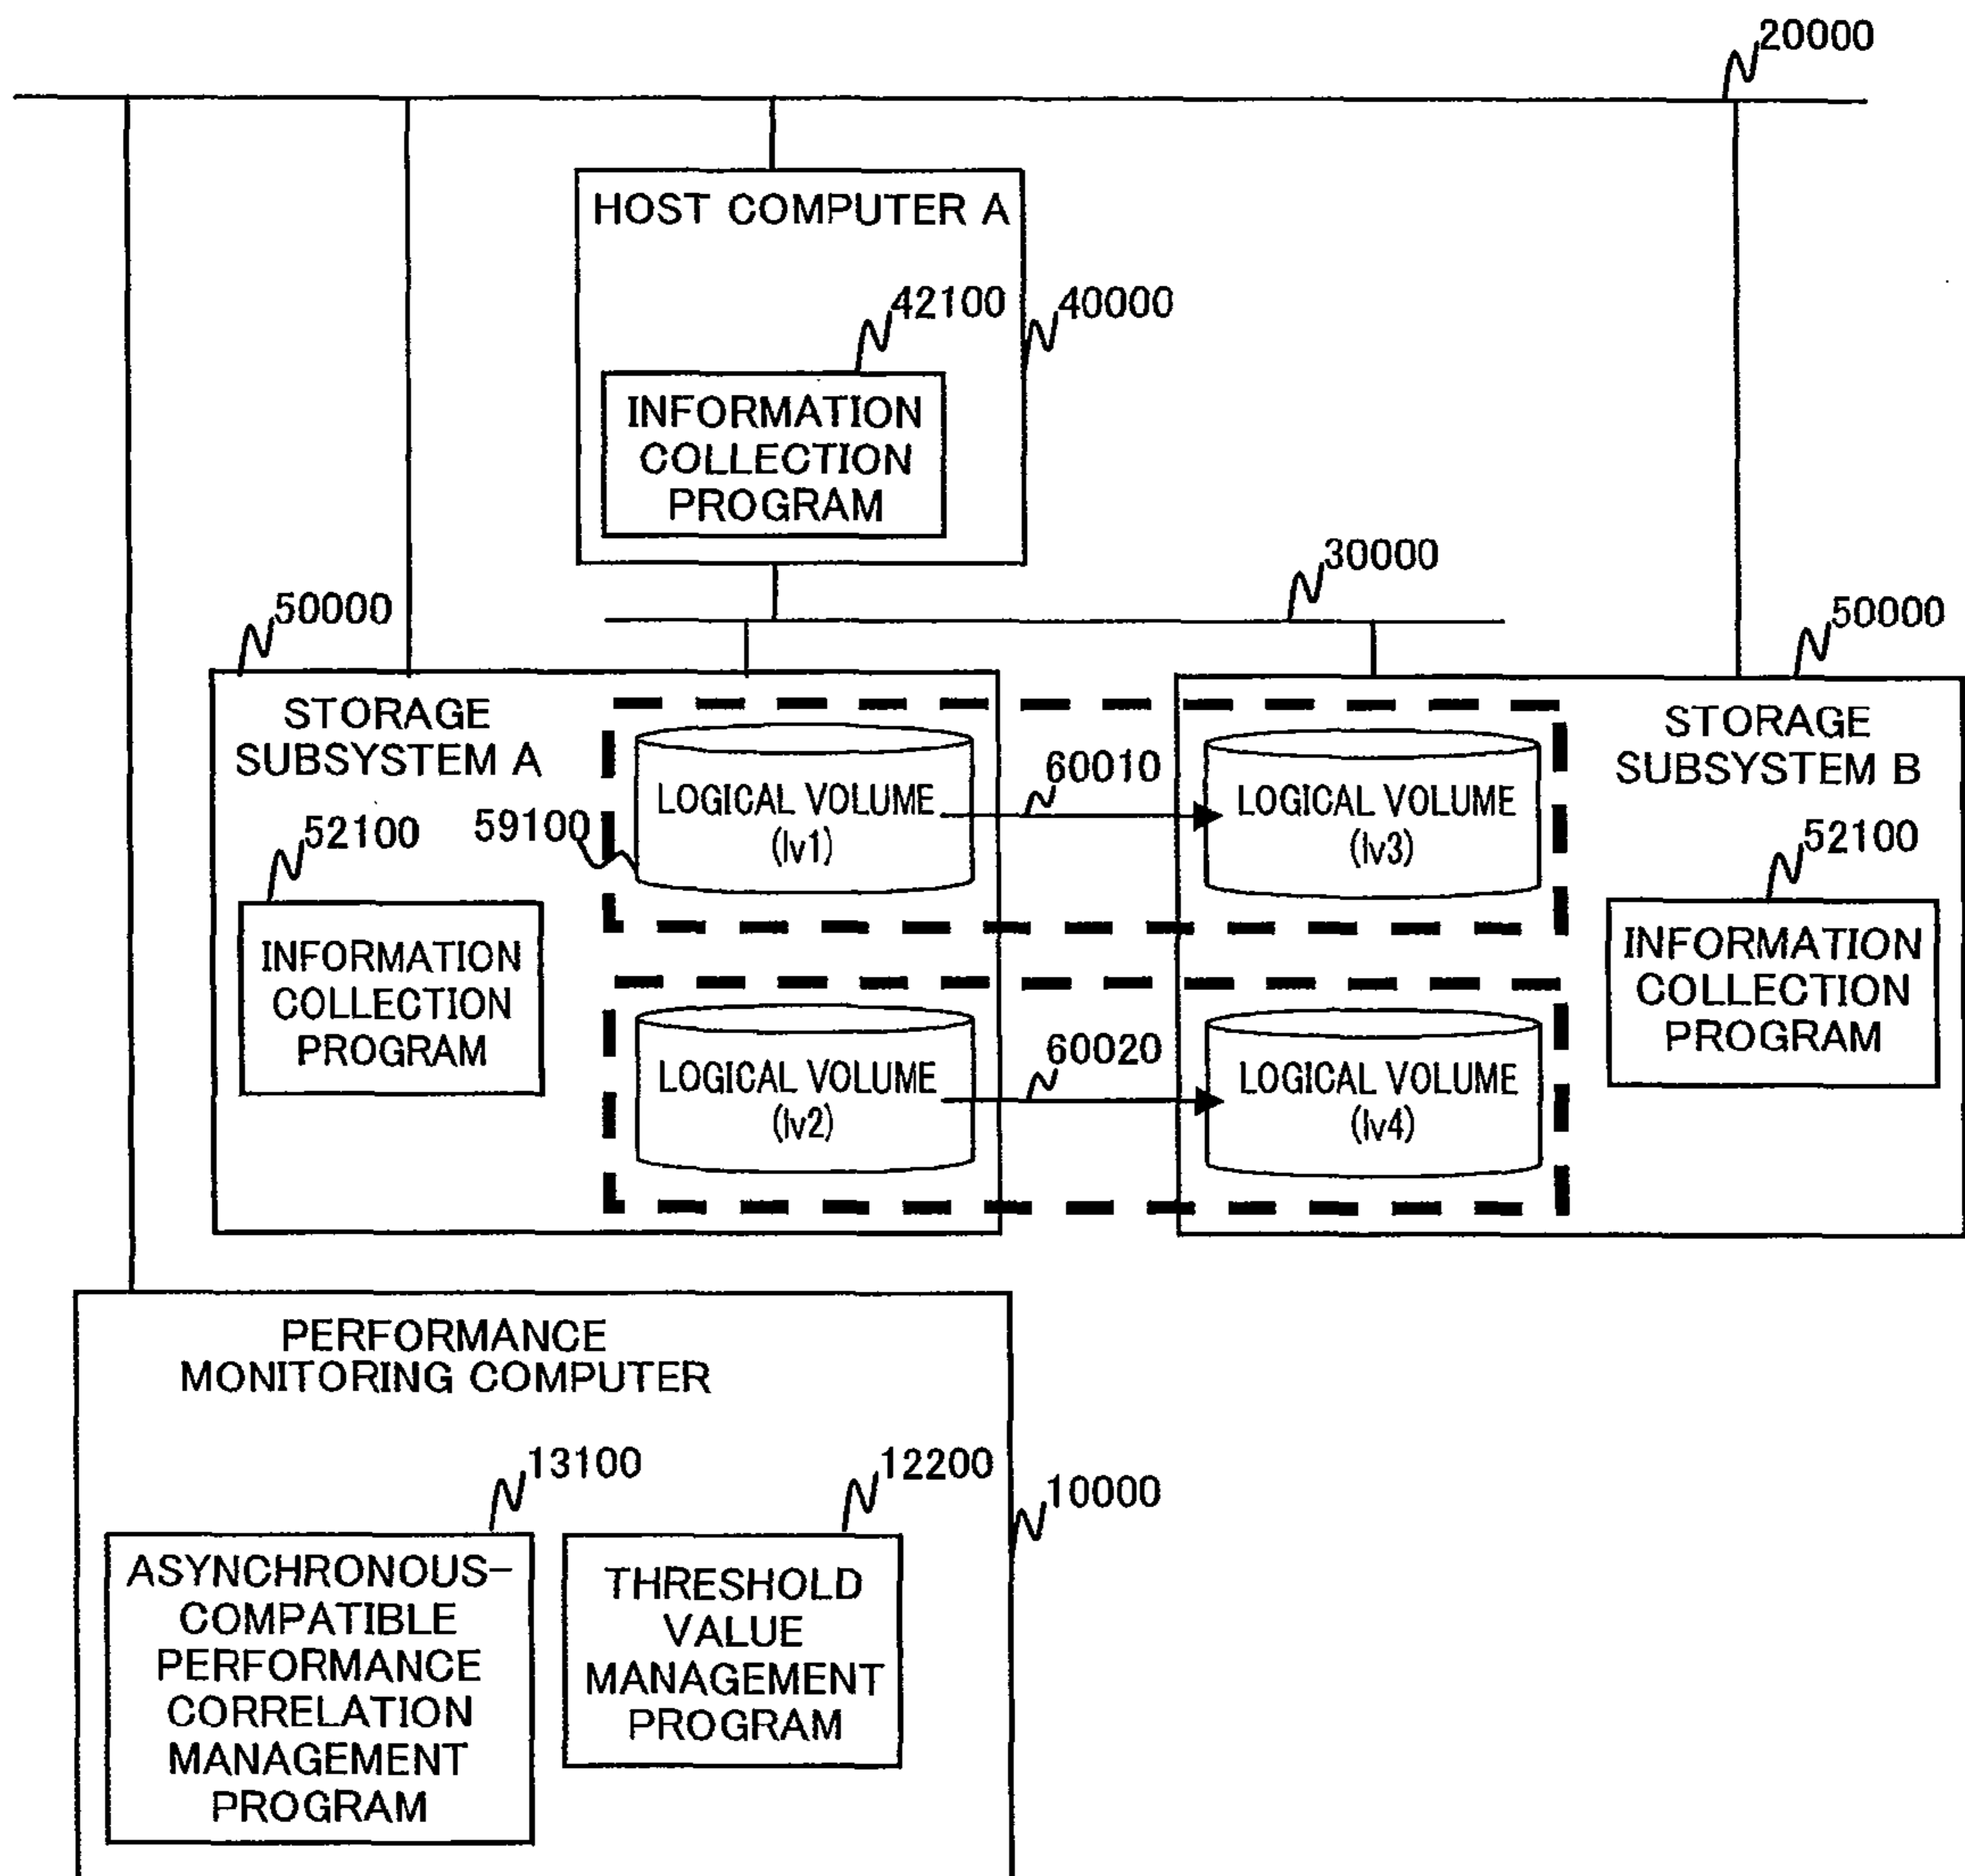 20000
HOST COMPUTER A
42100
40000
INFORMATION
COLLECTION
PROGRAM
30000
50000
50000
STORAGE
SUBSYSTEM A
STORAGE
SUBSYSTEM B
60010
LOGICAL VOLUME
(lv1)
LOGICAL VOLUME
(lv3)
52100
59100
52100
INFORMATION
COLLECTION
PROGRAM
INFORMATION
COLLECTION
PROGRAM
60020
LOGICAL VOLUME
(lv2)
LOGICAL VOLUME
(lv4)
PERFORMANCE
MONITORING COMPUTER
13100
12200
10000
ASYNCHRONOUS-
COMPATIBLE
PERFORMANCE
CORRELATION
MANAGEMENT
PROGRAM
THRESHOLD
VALUE
MANAGEMENT
PROGRAM